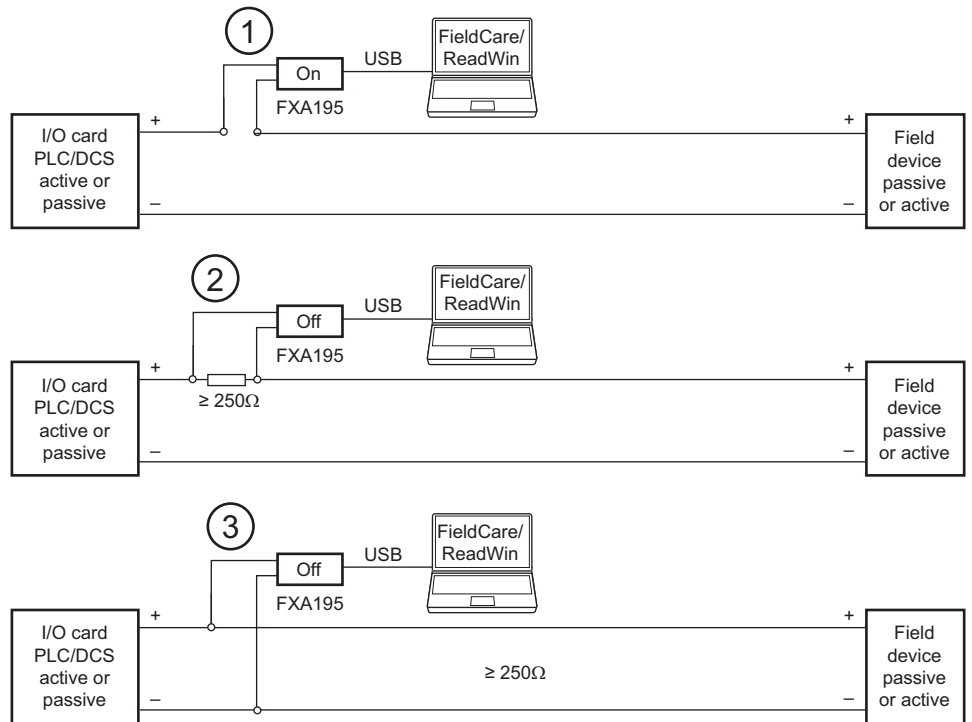 1
FieldCare/
ReadWin
USB
On
FXA195
+
+
I/O card
PLC/DCS
active or
passive
Field
device
passive
or active
–
–
2
FieldCare/
ReadWin
USB
Off
FXA195
+
+
≥ 250Ω
I/O card
PLC/DCS
active or
passive
Field
device
passive
or active
–
–
3
FieldCare/
ReadWin
USB
Off
FXA195
+
+
I/O card
PLC/DCS
active or
passive
≥ 250Ω
Field
device
passive
or active
–
–